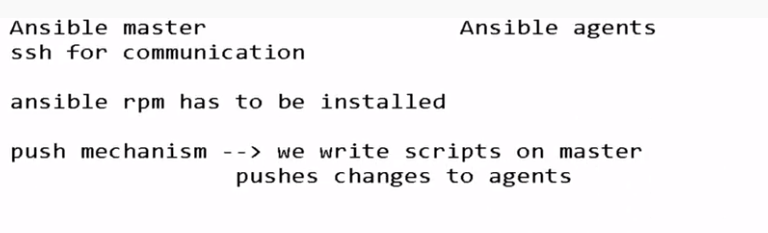 Ansible master Ansible agents
ssh for communication
ansible rpm has to be installed
push mechanism --> we write scripts on master
pushes changes to agents